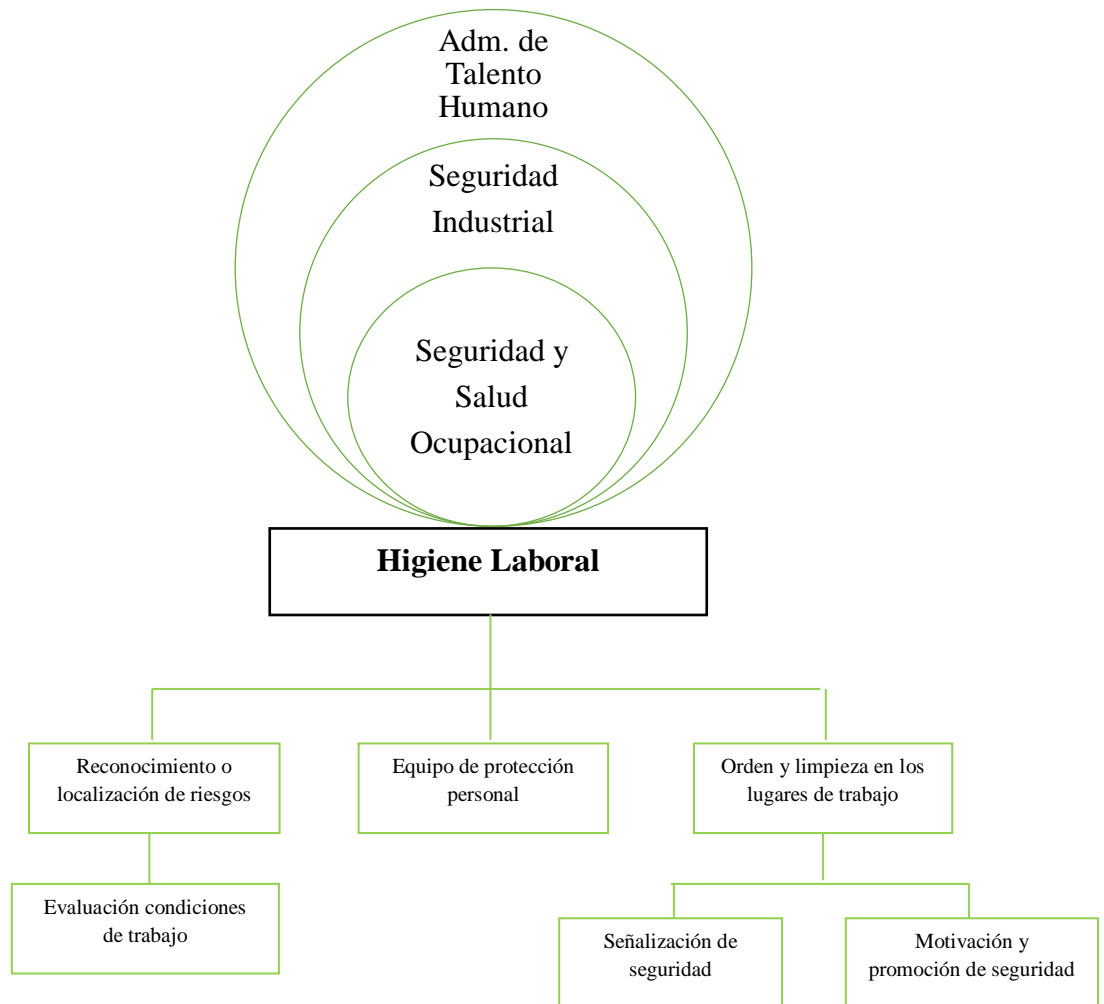 Adm. de
Talento
Humano
Seguridad
Industrial
Seguridad y
Salud
Ocupacional
Higiene Laboral
Reconocimiento o
localización de riesgos
Equipo de protección
personal
Orden y limpieza en los
lugares de trabajo
Evaluación condiciones
de trabajo
Señalización de
seguridad
Motivación y
promoción de seguridad